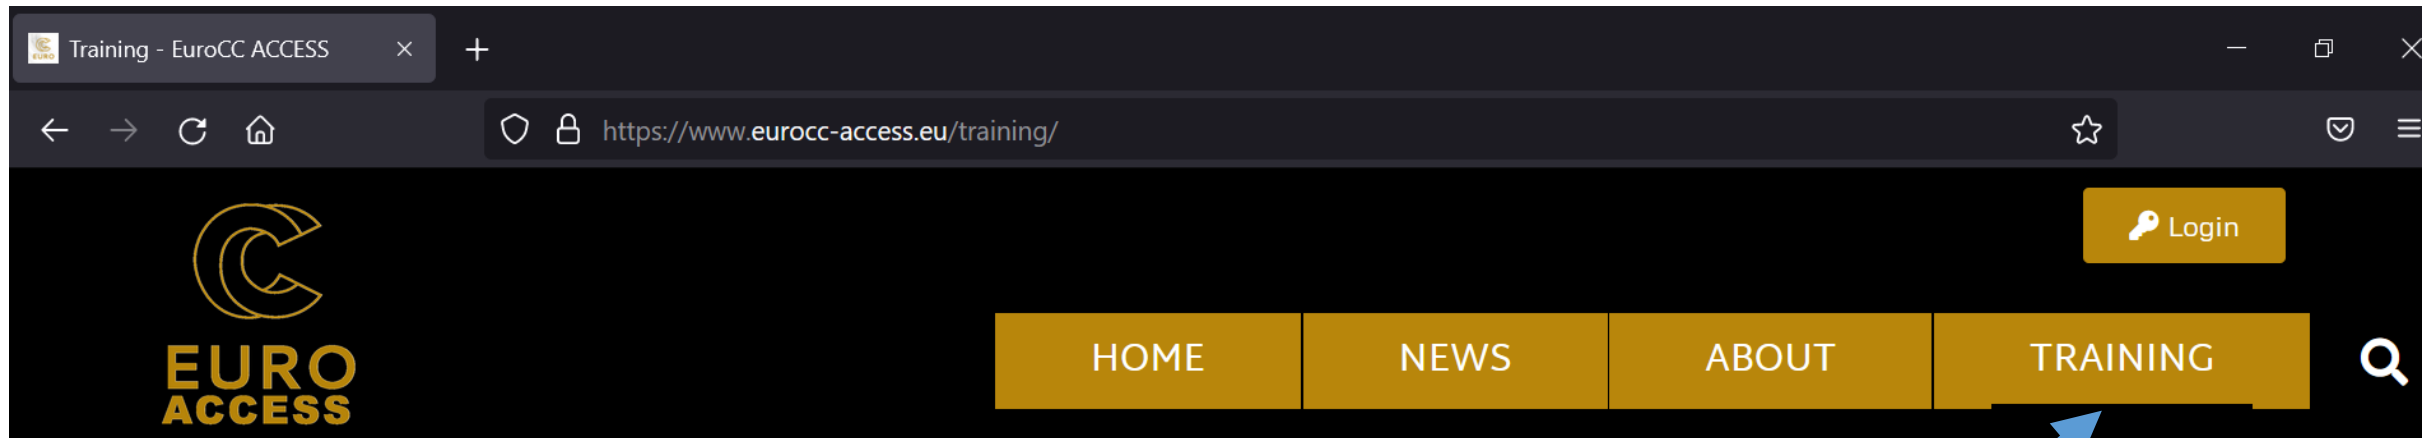 Training - EuroCC ACCESS
https://www.eurocc-access.eu/training/
Login
HOME NEWS ABOUT TRAINING
EURO
ACCESS